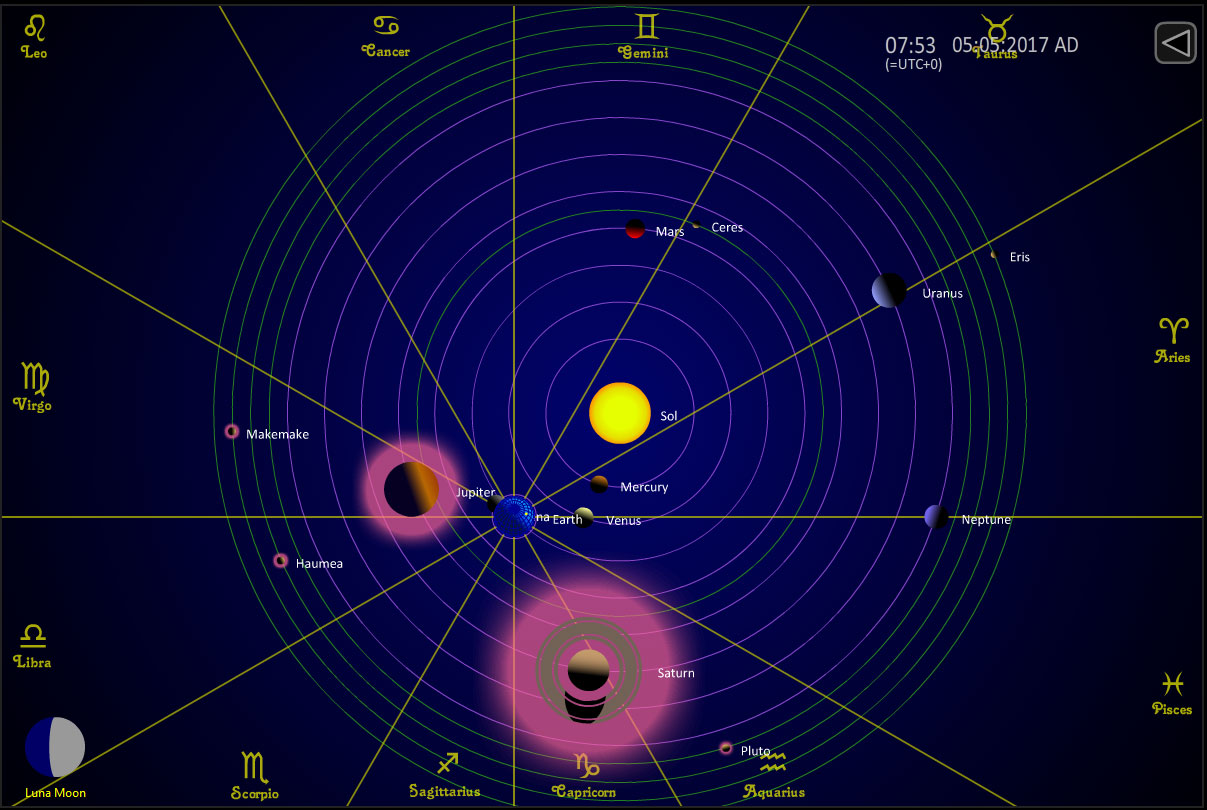 Leo
Cancer
Gemini
Taurus
07:53 05:05:2017 AD
(=UTC+0)
Mars
Ceres
Eris
Uranus
Aries
Virgo
Sol
Makemake
Jupiter
Mercury
na Earth
Venus
Neptune
Haumea
Libra
Saturn
Pisces
Pluto
Luna Moon
Scorpio
Sagittarius
Capricorn
Aquarius